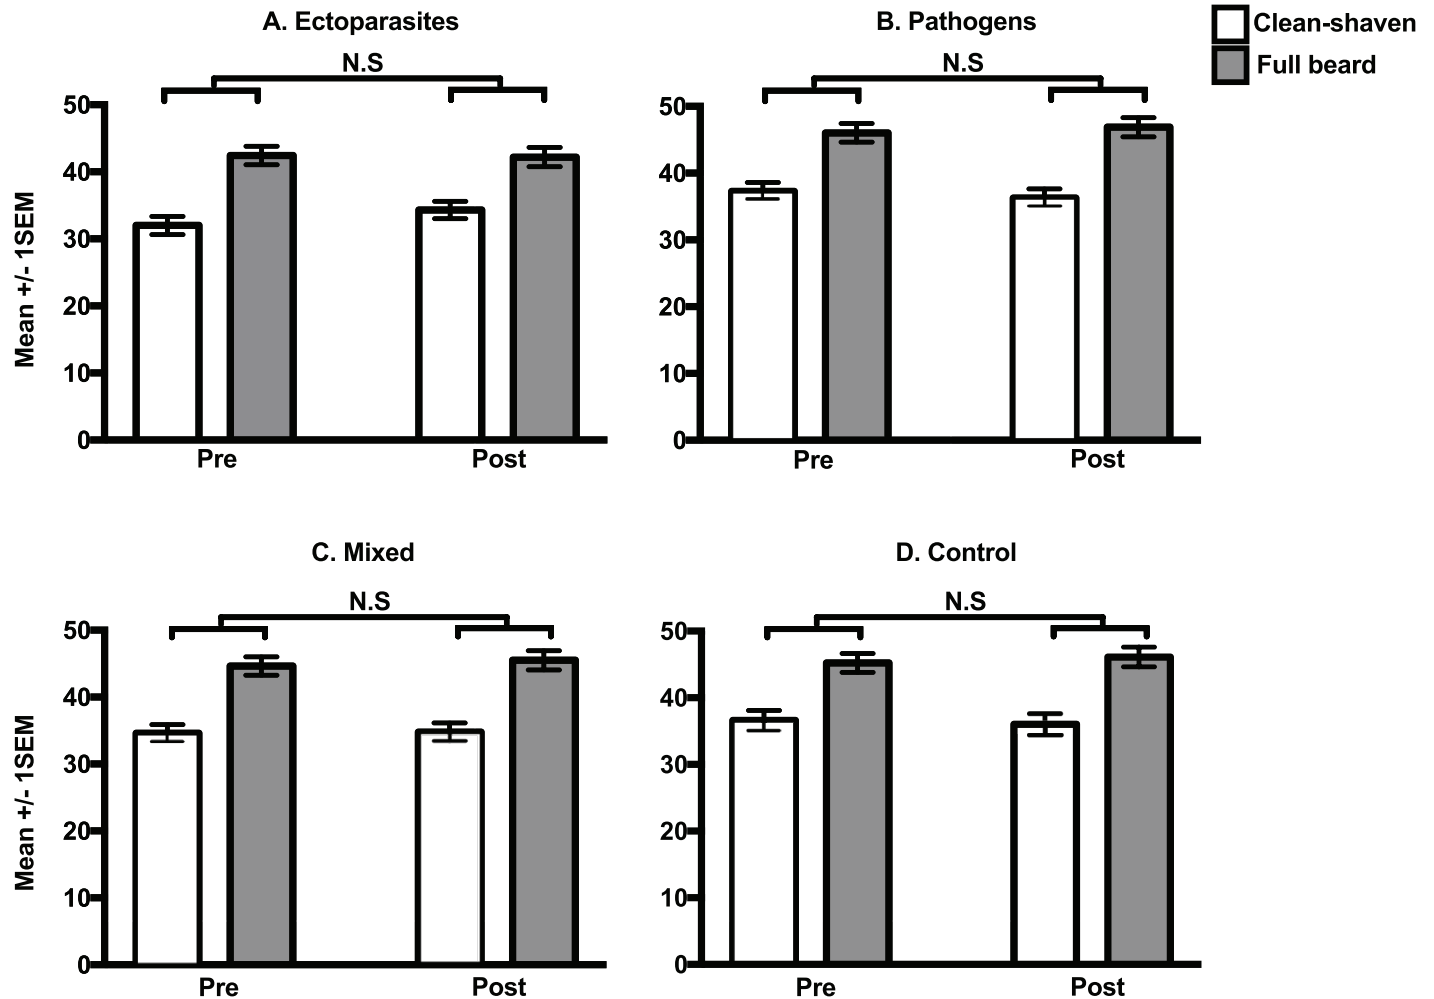 A. Ectoparasites
B. Pathogens
Clean-shaven
Full beard
N.S
N.S
Mean +/- 1SEM
50
40
30
20
10
0
Pre
Post
50
40
30
20
10
0
Pre
Post
C. Mixed
D. Control
N.S
N.S
Mean +/- 1SEM
50
40
30
20
10
0
Pre
Post
50
40
30
20
10
0
Pre
Post